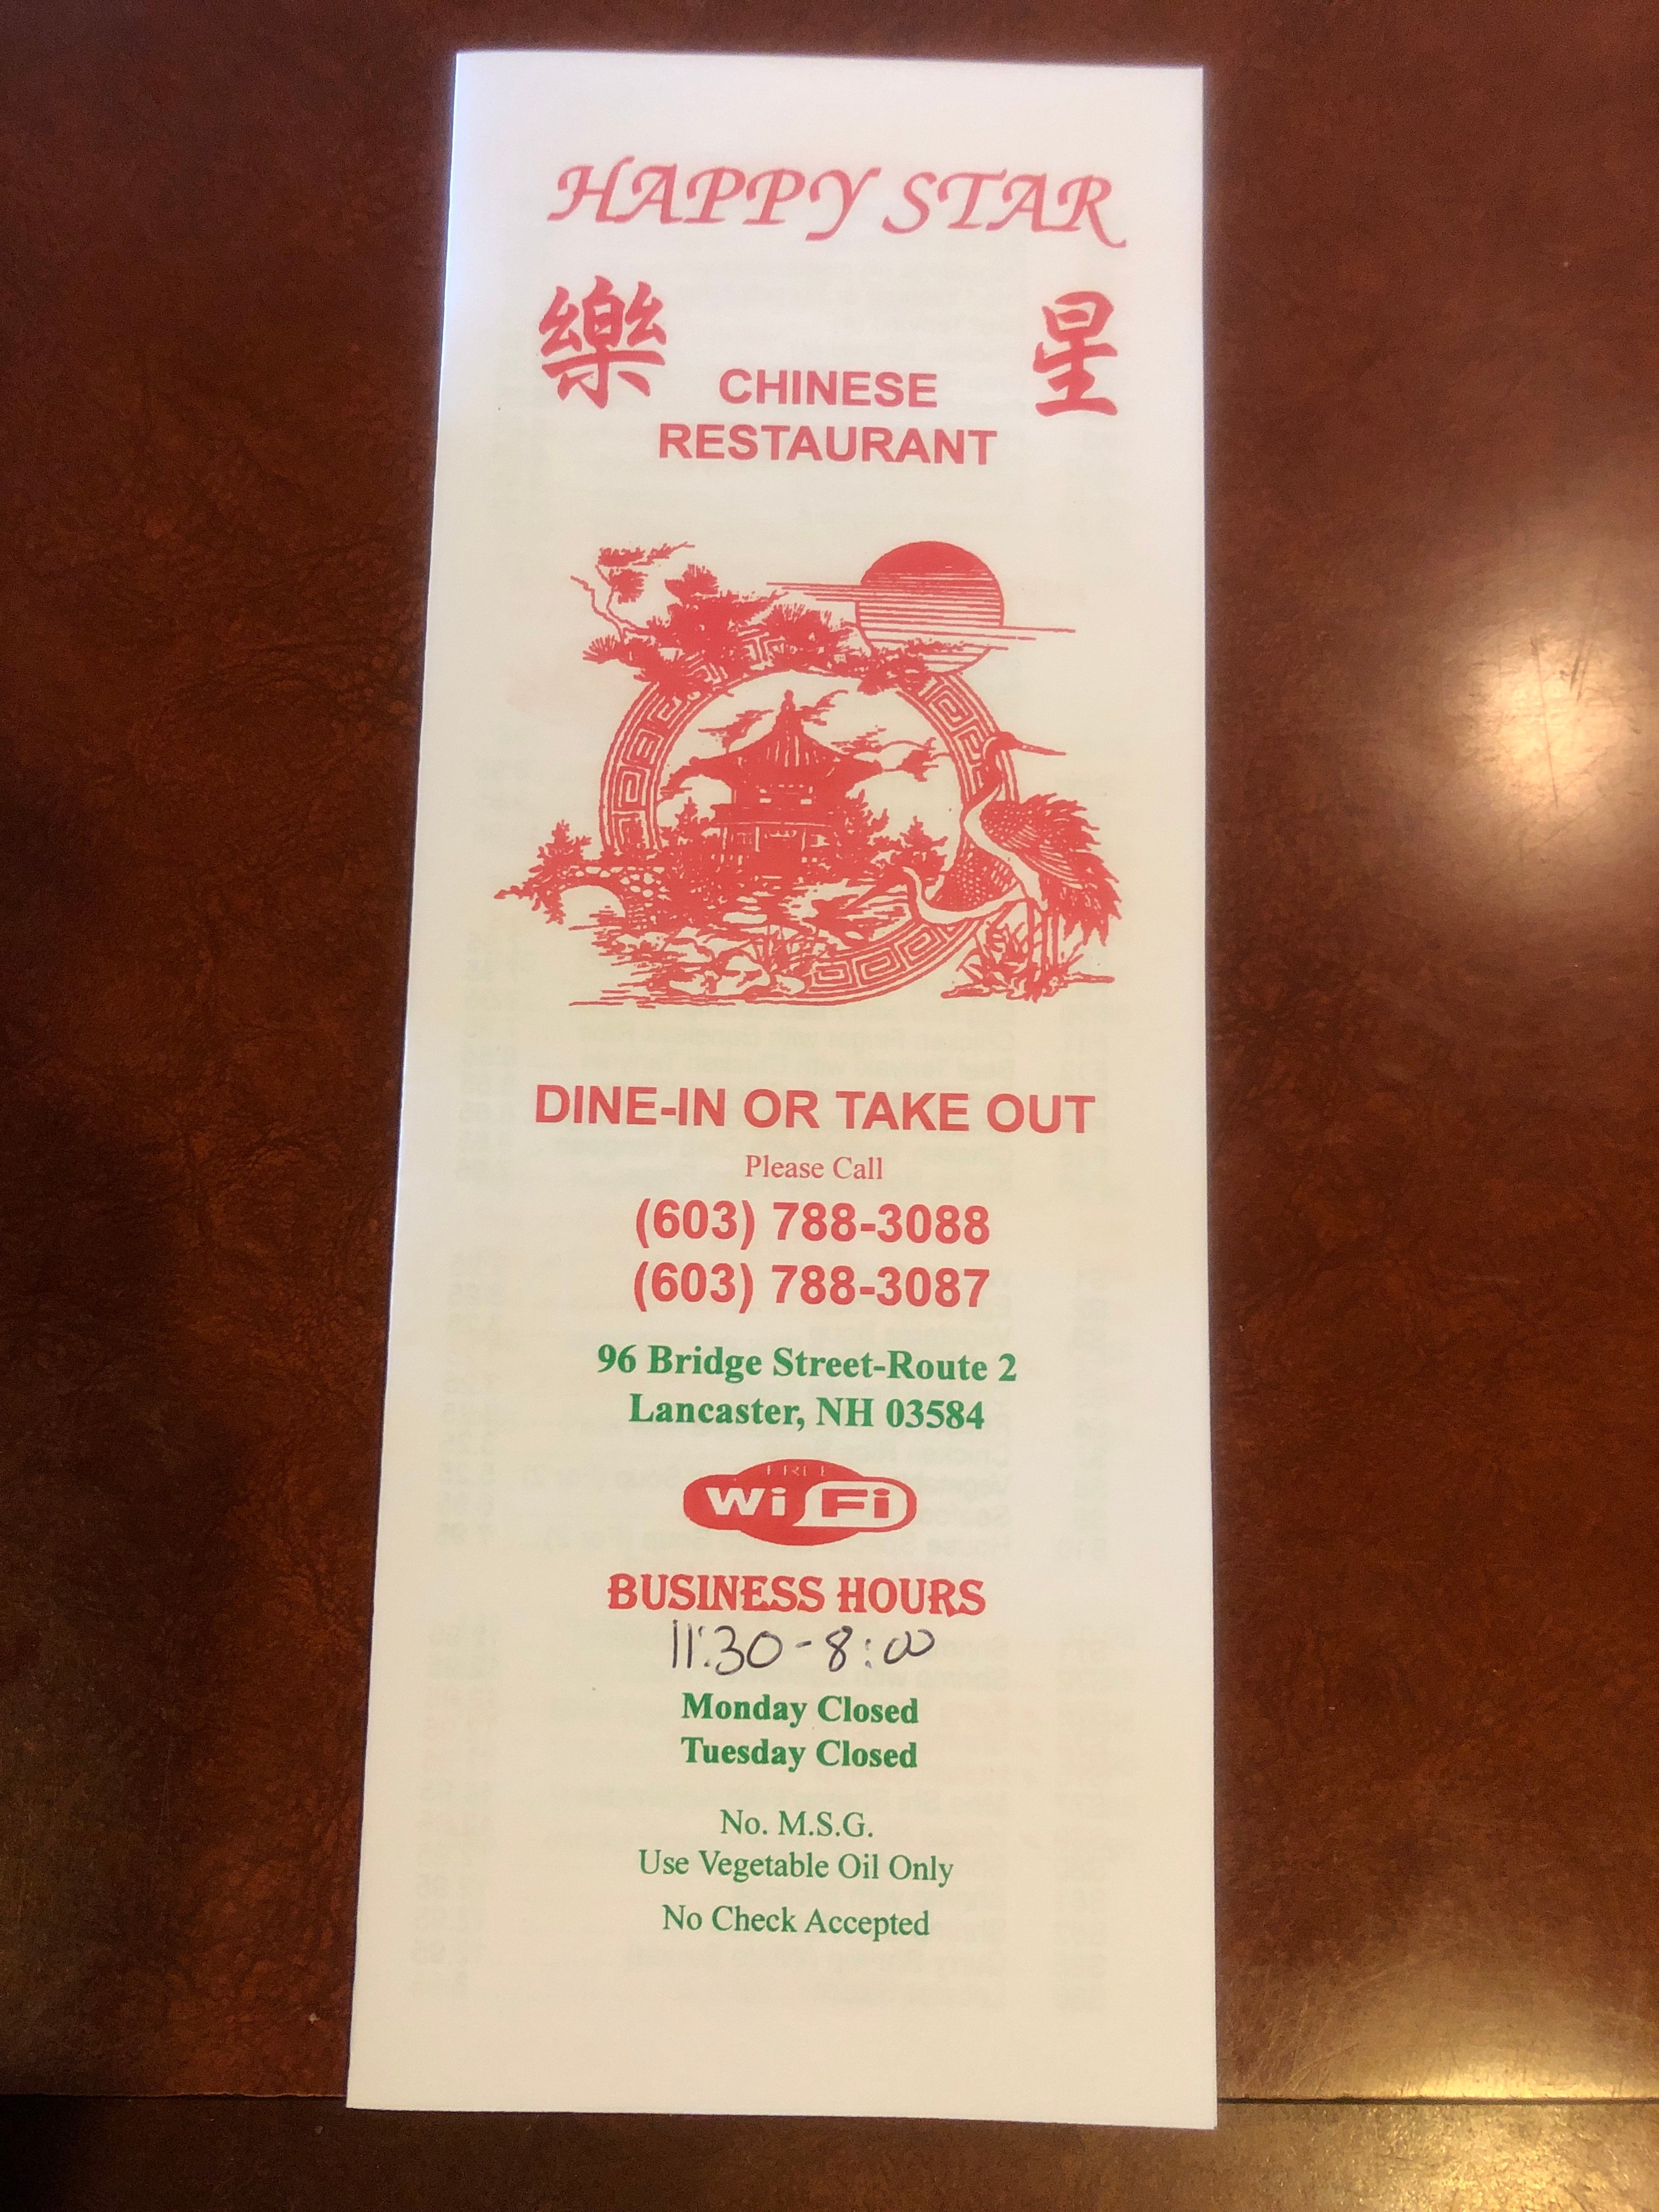 HAPPY STAR
樂 星
CHINESE
RESTAURANT
DINE-IN OR TAKE OUT
Please Call
(603) 788-3088
(603) 788-3087
96 Bridge Street-Route 2
Lancaster, NH 03584
FREE
Wi Fi
BUSINESS HOURS
11:30-8:00
Monday Closed
Tuesday Closed
No. M.S.G.
Use Vegetable Oil Only
No Check Accepted